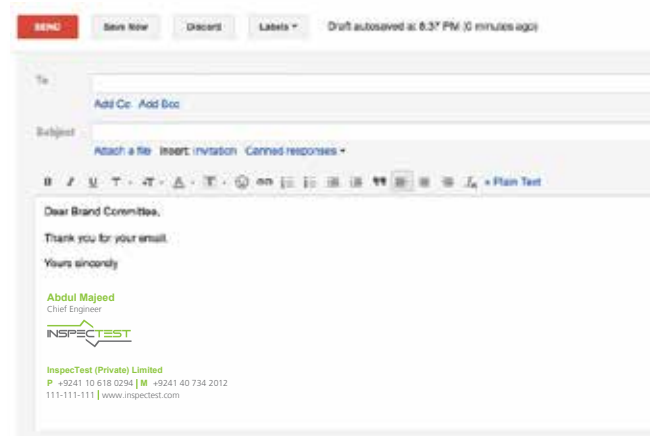 SEND Save Now Discard Labels Draft autosaved at 8:37 PM (0 minutes ago)
To
Add Cc Add Bcc
Subject
Attach a file Insert: Invitation Canned responses
B I U T T A T Plain Text
Dear Brand Committee,
Thank you for your email.
Yours sincerely
Abdul Majeed
Chief Engineer
INSPECTEST
InspecTest (Private) Limited
P +9241 10 618 0294 | M +9241 40 734 2012
111-111-111 | www.inspectest.com